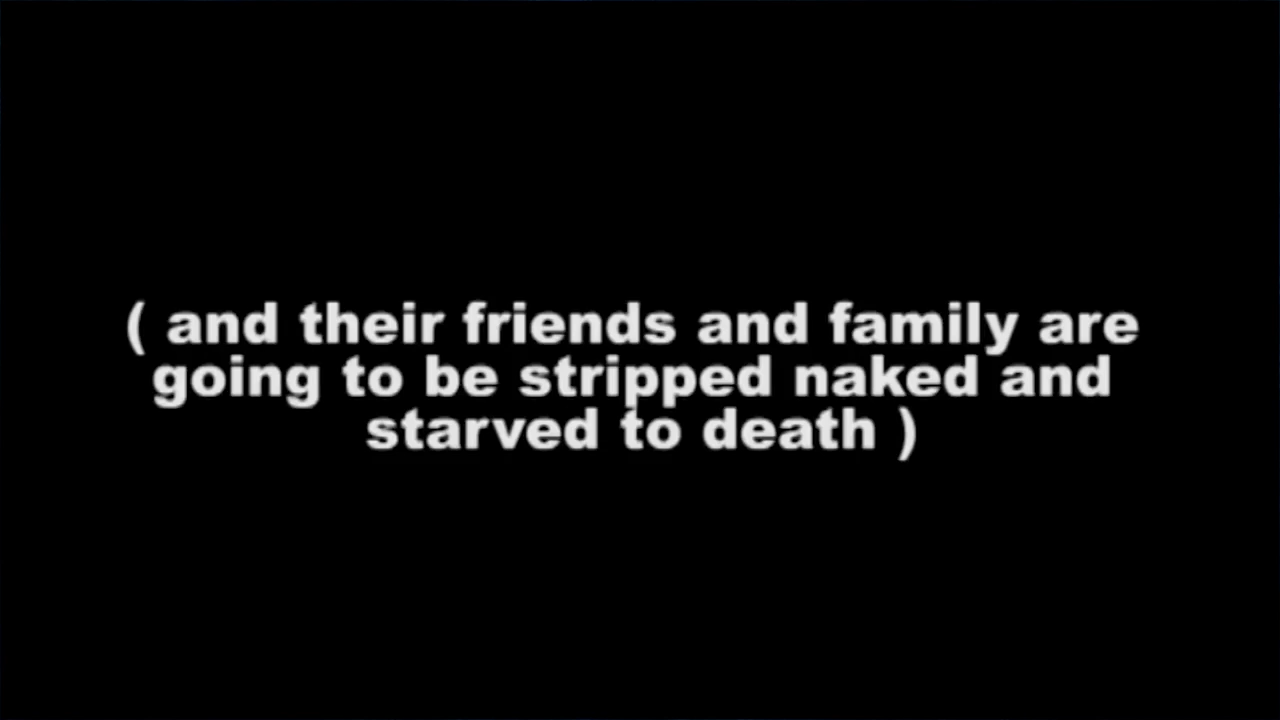 ( and their friends and family are
going to be stripped naked and
starved to death )